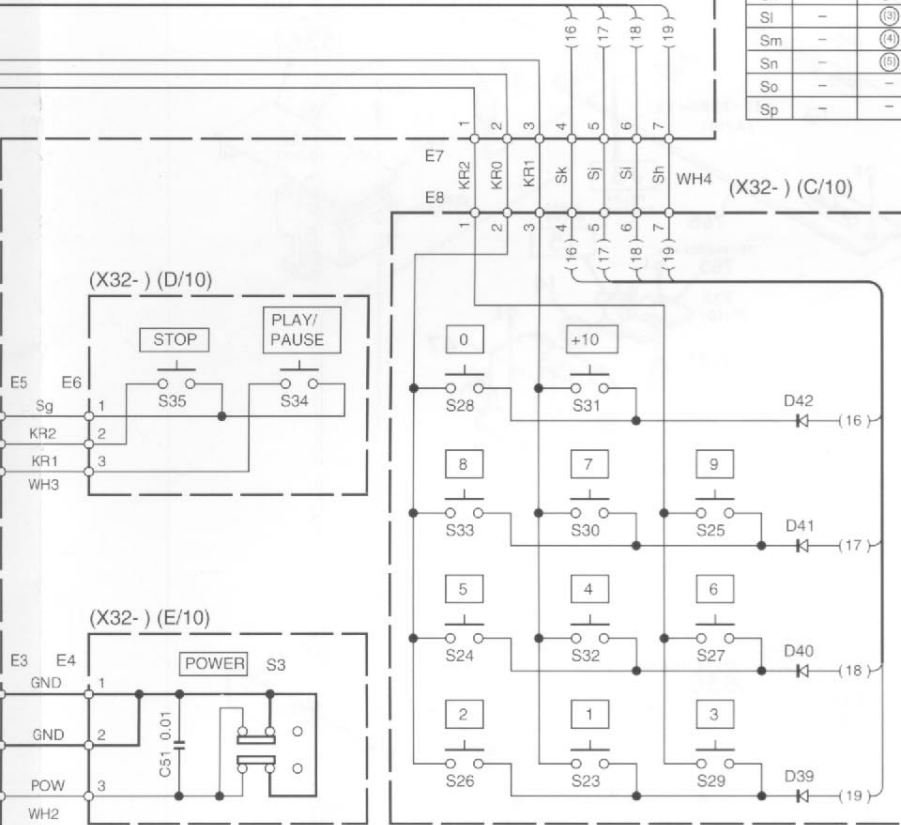 (16) (17) (18) (19)
Sl – (3)
Sm – (4)
Sn – (5)
So – –
Sp – –
1 2 3 4 5 6 7
E7
KR2 KR0 KR1 Sk Sj Si Sh WH4
E8
(X32- ) (C/10)
1 2 3 4 5 6 7
(16) (17) (18) (19)
(X32- ) (D/10)
STOP
PLAY/
PAUSE
S35 S34
E5 E6
Sg 1
KR2 2
KR1 3
WH3
0 +10
S28 S31 D42 (16)
8 7 9
S33 S30 S25 D41 (17)
5 4 6
S24 S32 S27 D40 (18)
2 1 3
S26 S23 S29 D39 (19)
(X32- ) (E/10)
POWER S3
E3 E4
GND 1
GND 2
C51 0.01
POW 3
WH2